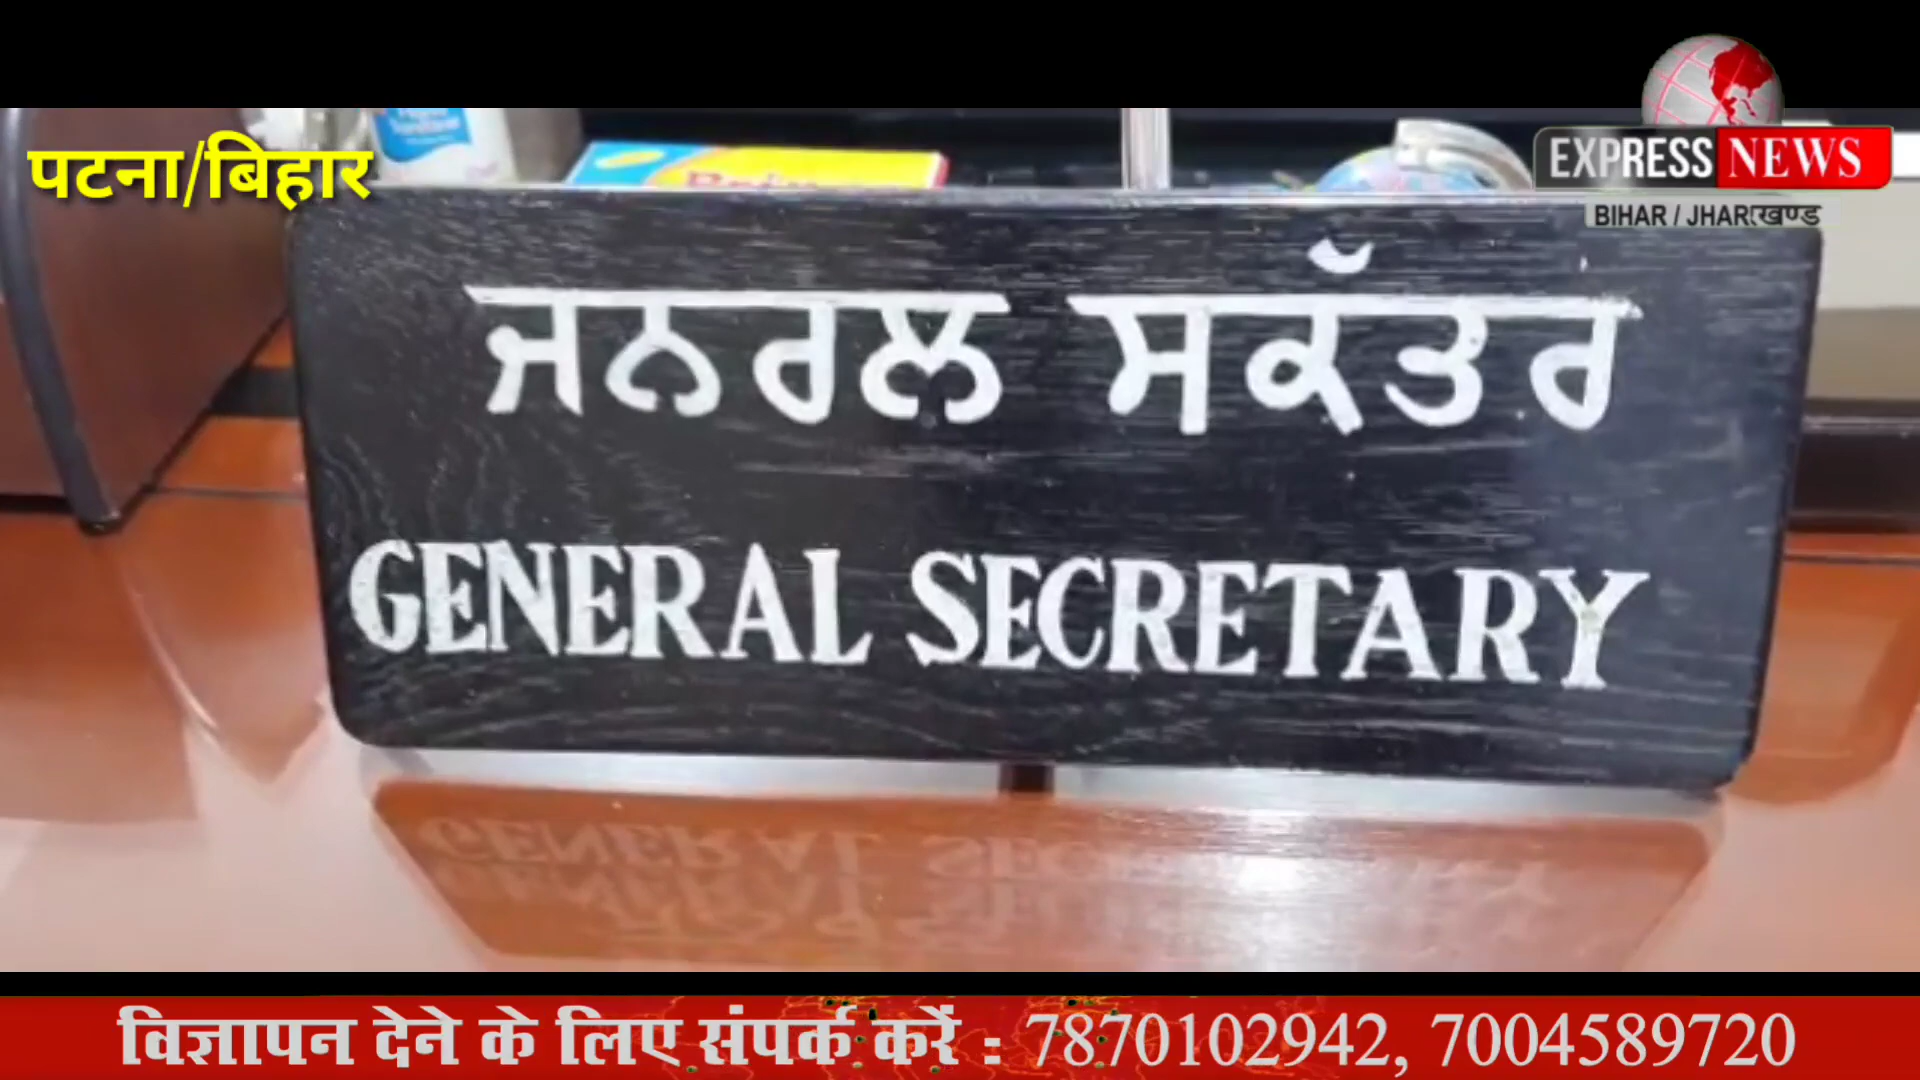 पटना/बिहार
EXPRESS NEWS
BIHAR / JHARखण्ड
ਜਨਰਲ ਸਕੱਤਰ
GENERAL SECRETARY
विज्ञापन देने के लिए संपर्क करें : 7870102942, 7004589720